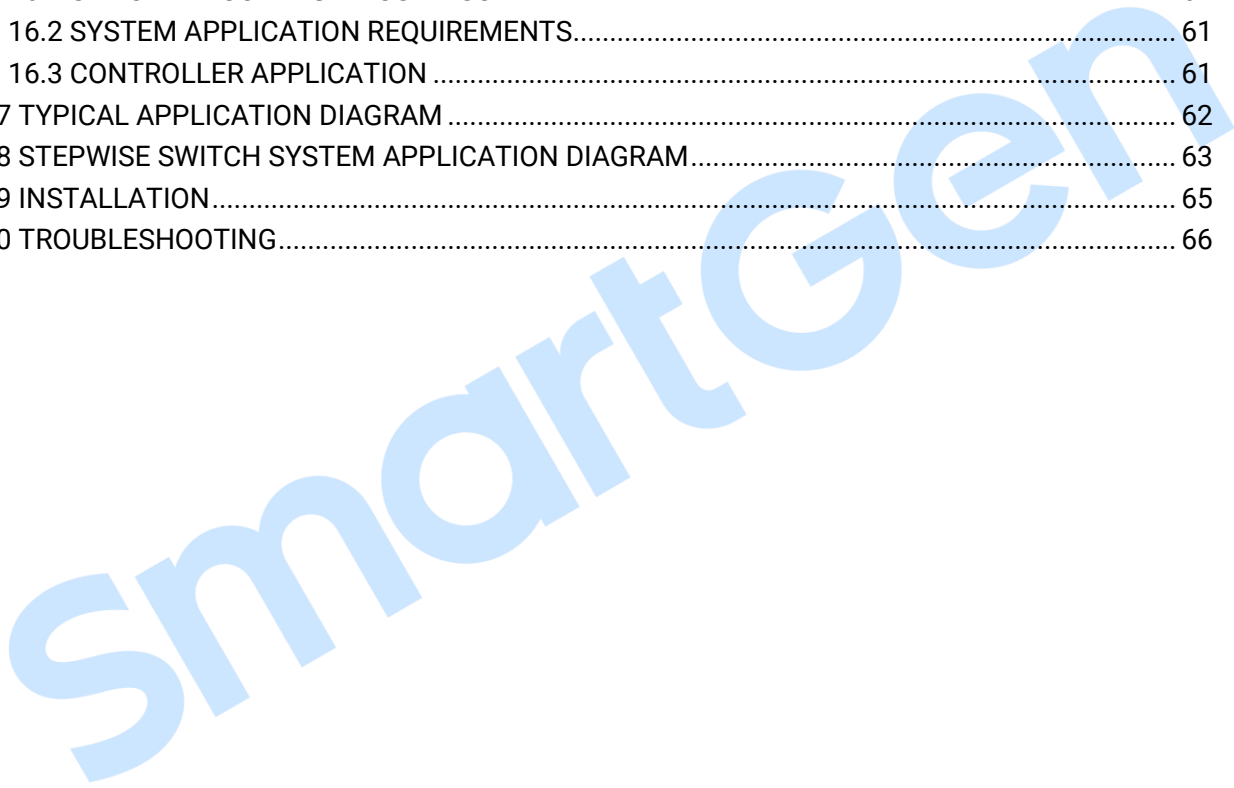 16.2 SYSTEM APPLICATION REQUIREMENTS........................................................................................ 61
16.3 CONTROLLER APPLICATION ........................................................................................................ 61
7 TYPICAL APPLICATION DIAGRAM ....................................................................................................... 62
8 STEPWISE SWITCH SYSTEM APPLICATION DIAGRAM..................................................................... 63
9 INSTALLATION...................................................................................................................................... 65
0 TROUBLESHOOTING............................................................................................................................ 66
SmartGen